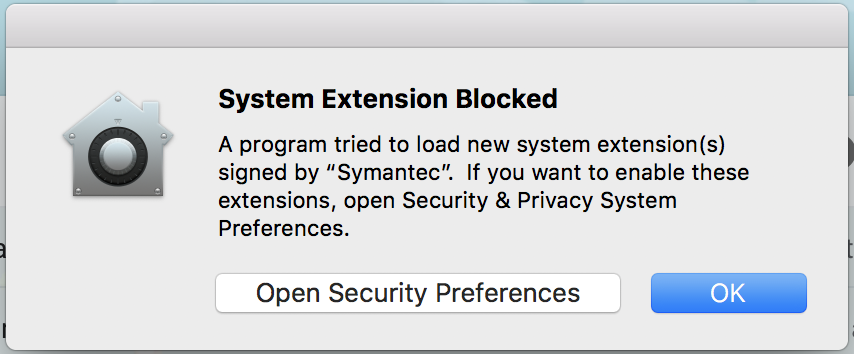 System Extension Blocked
A program tried to load new system extension(s)
signed by “Symantec”.  If you want to enable these
extensions, open Security & Privacy System
Preferences.
Open Security Preferences
OK